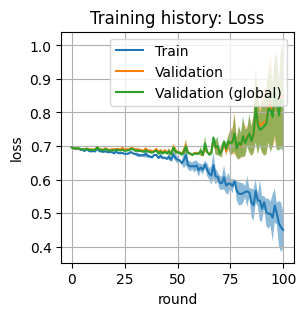 Training history: Loss
Train
Validation
Validation (global)
loss
1.0
0.9
0.8
0.7
0.6
0.5
0.4
0
25
50
75
100
round